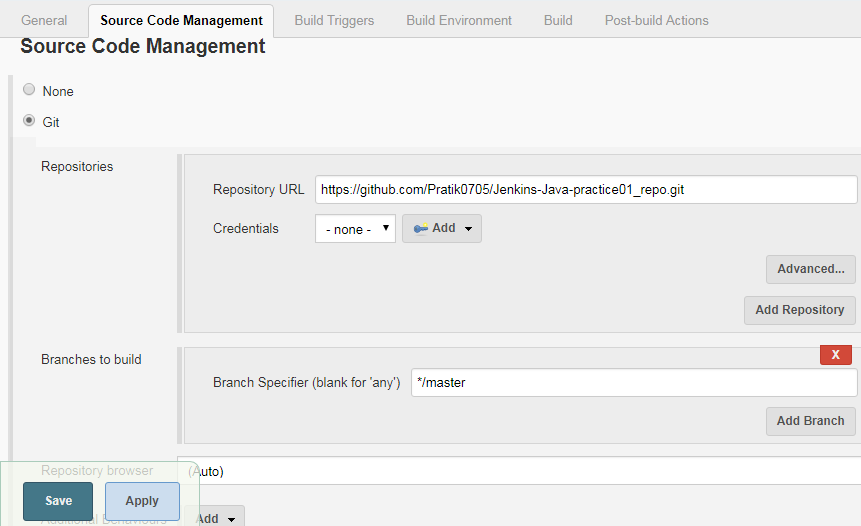 General Source Code Management Build Triggers Build Environment Build Post-build Actions
Source Code Management
None
Git
Repositories
Repository URL https://github.com/Pratik0705/Jenkins-Java-practice01_repo.git
Credentials - none - Add
Advanced...
Add Repository
X
Branches to build
Branch Specifier (blank for 'any') */master
Add Branch
Repository browser (Auto)
Save Apply
Additional Behaviours Add